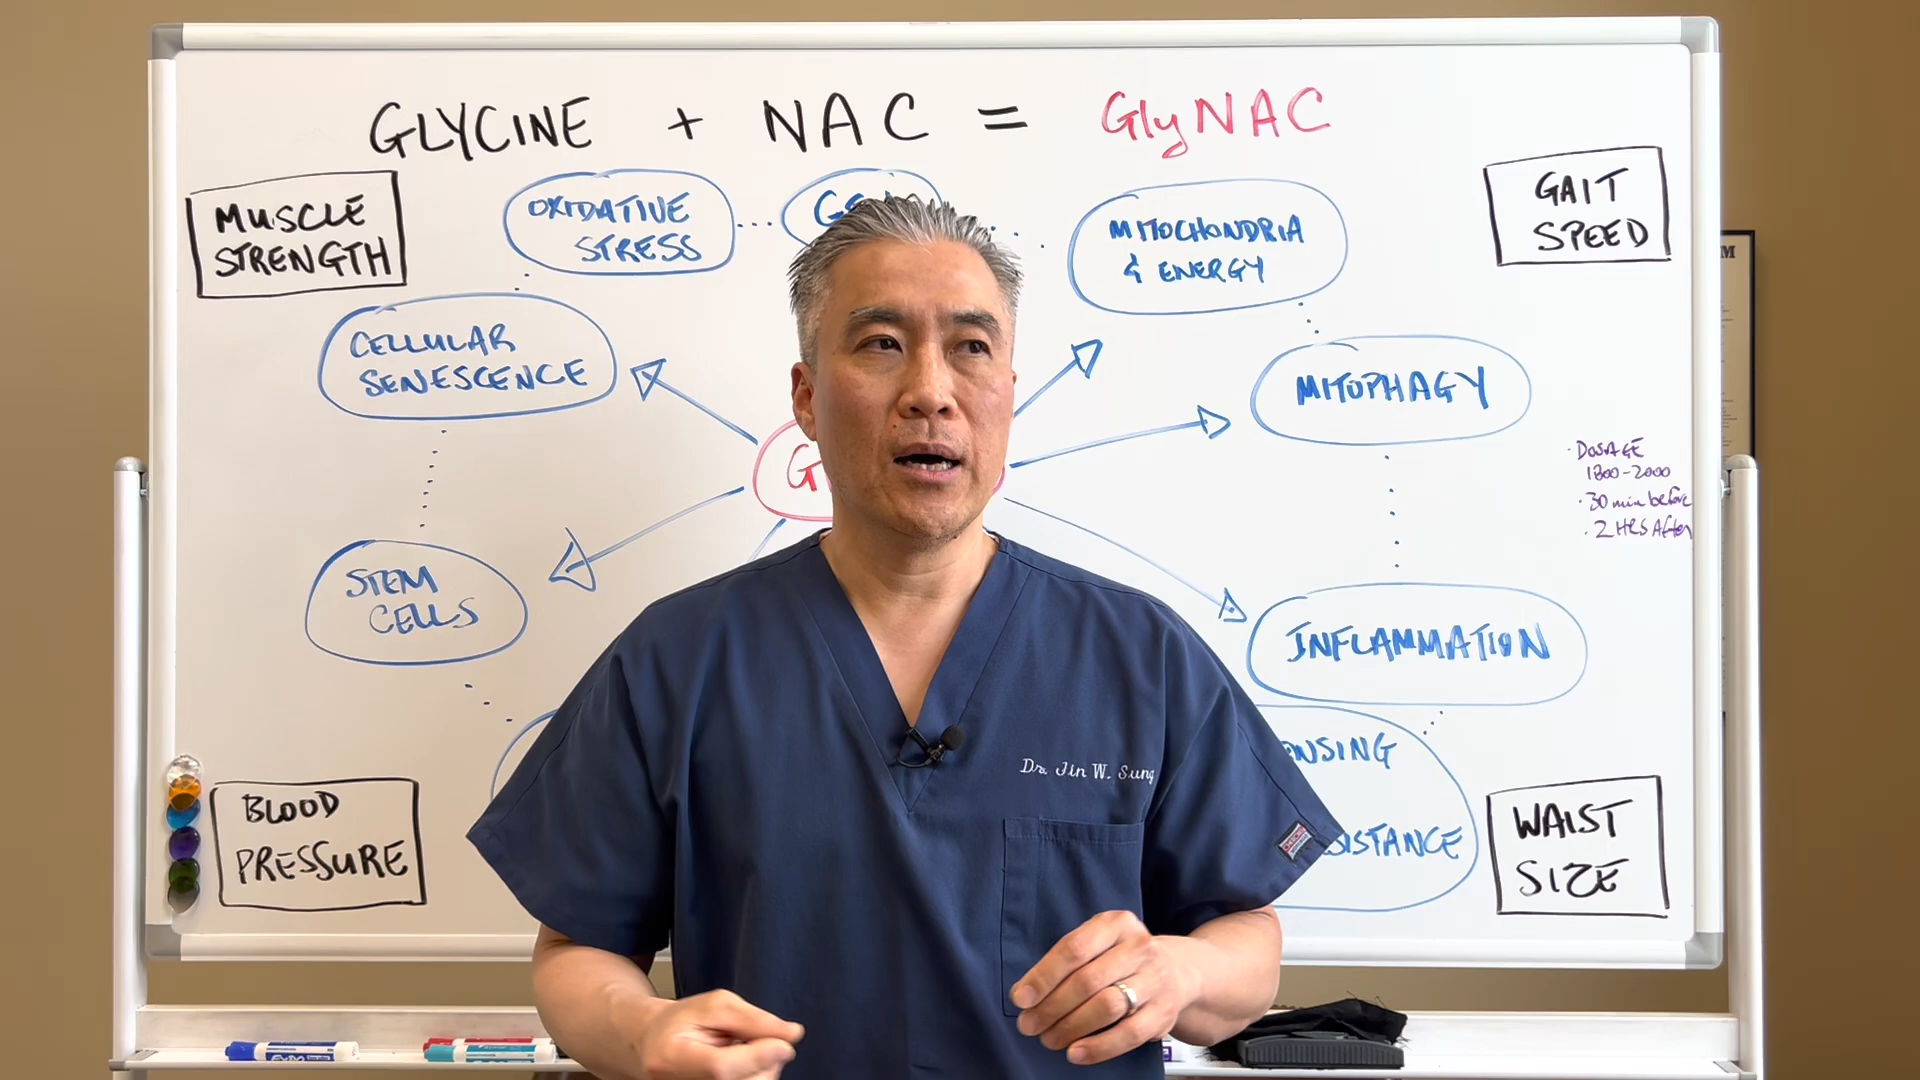 GLYCINE + NAC = GlyNAC
MUSCLE
STRENGTH
OXIDATIVE
STRESS
MITOCHONDRIA
& ENERGY
GAIT
SPEED
CELLULAR
SENESCENCE
MITOPHAGY
· DOSAGE
1800-2000
· 30 min before
· 2 HRS After
STEM
CELLS
INFLAMMATION
Dr. Jin W. Sung
BLOOD
PRESSURE
WAIST
SIZE